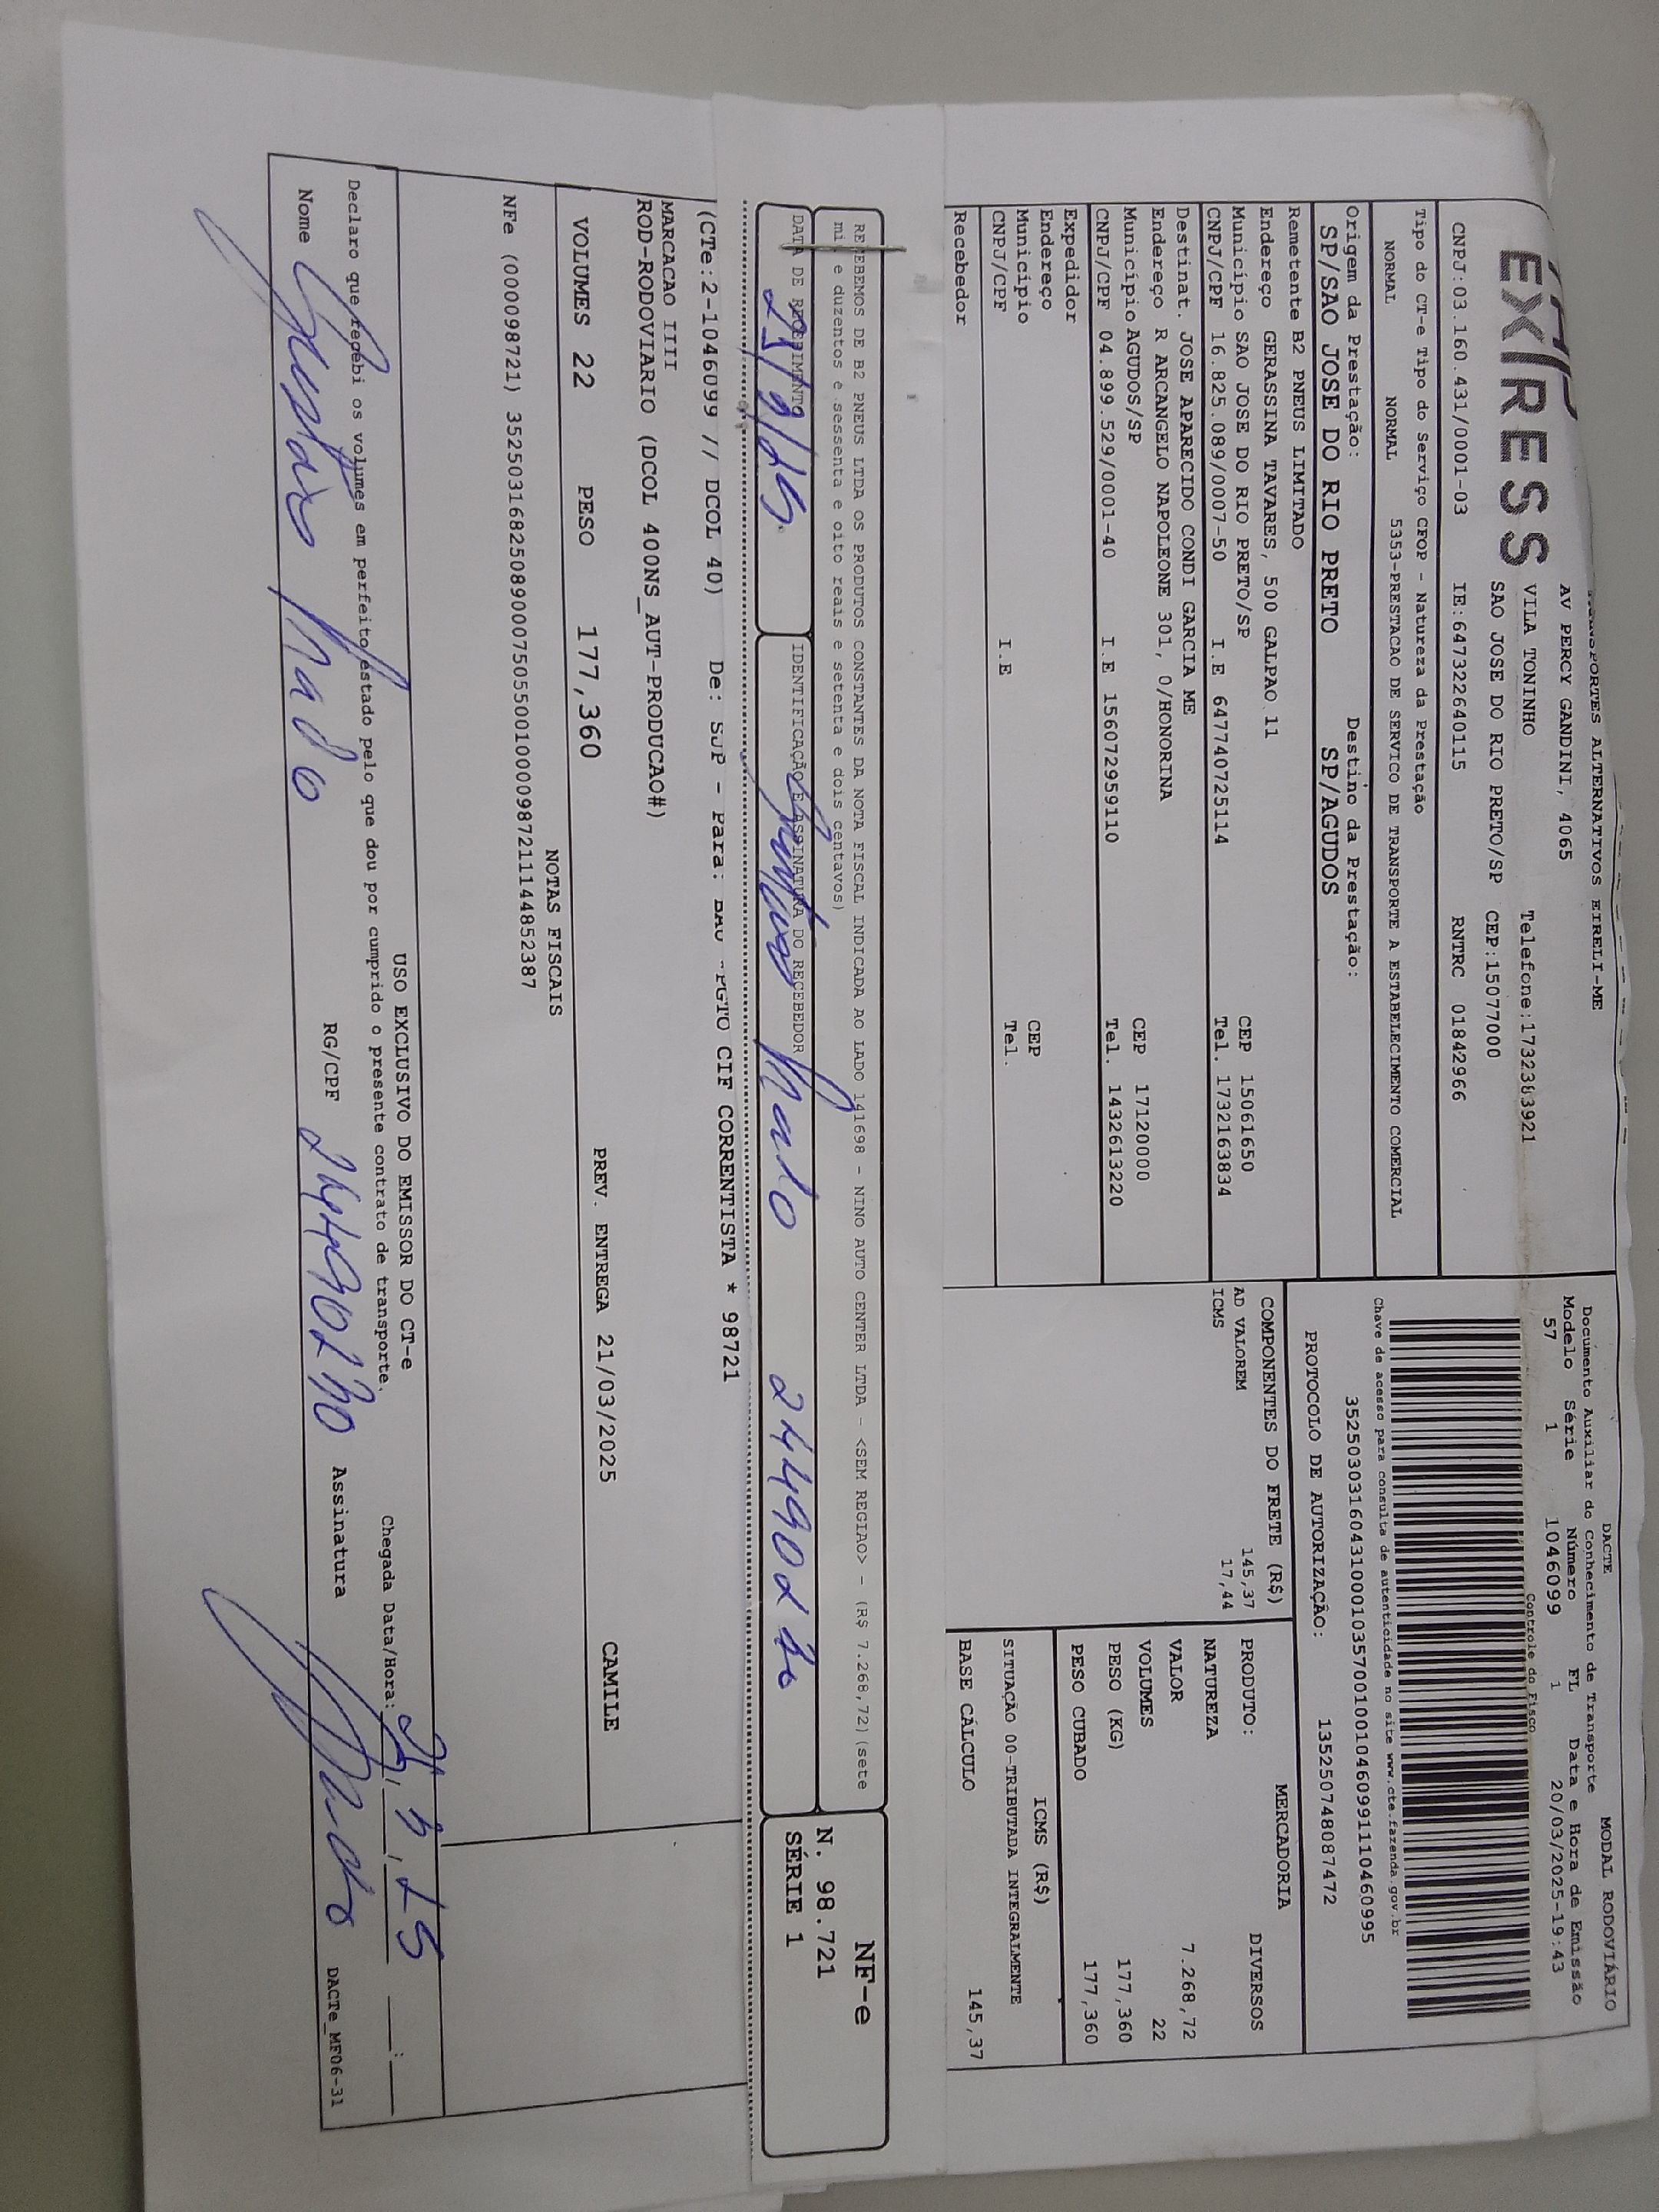 EXPRESS
TRANSPORTES ALTERNATIVOS EIRELI-ME
AV PERCY GANDINI, 4065
VILA TONINHO Telefone:1732383921
SAO JOSE DO RIO PRETO/SP CEP:15077000
CNPJ:03.160.431/0001-03 IE:647322640115 RNTRC 01842966
Tipo do CT-e Tipo do Serviço CFOP - Natureza da Prestação
NORMAL NORMAL 5353-PRESTACAO DE SERVICO DE TRANSPORTE A ESTABELECIMENTO COMERCIAL
Origem da Prestação: Destino da Prestação:
SP/SAO JOSE DO RIO PRETO SP/AGUDOS
Remetente B2 PNEUS LIMITADO
Endereço GERASSINA TAVARES, 500 GALPAO 11
Município SAO JOSE DO RIO PRETO/SP CEP 15061650
CNPJ/CPF 16.825.089/0007-50 I.E 647740725114 Tel. 1732163834
Destinat. JOSE APARECIDO CONDI GARCIA ME
Endereço R ARCANGELO NAPOLEONE 301, 0/HONORINA
Município AGUDOS/SP CEP 17120000
CNPJ/CPF 04.899.529/0001-40 I.E 156072959110 Tel. 1432613220
Expedidor
Endereço
Município CEP
CNPJ/CPF I.E Tel.
Recebedor
DACTE MODAL RODOVIÁRIO
Documento Auxiliar do Conhecimento de Transporte
Modelo Série Número FL Data e Hora de Emissão
57 1 1046099 1 20/03/2025-19:43
Controle do Fisco
Chave de acesso para consulta de autenticidade no site www.cte.fazenda.gov.br
35250303160431000103570010010460991110460995
PROTOCOLO DE AUTORIZAÇÃO: 135250748087472
COMPONENTES DO FRETE (R$)
AD VALOREM 145,37
ICMS 17,44
MERCADORIA
PRODUTO: DIVERSOS
NATUREZA
VALOR 7.268,72
VOLUMES 22
PESO (KG) 177,360
PESO CUBADO 177,360
ICMS (R$)
SITUAÇÃO 00-TRIBUTADA INTEGRALMENTE
BASE CÁLCULO 145,37
RECEBEMOS DE B2 PNEUS LTDA OS PRODUTOS CONSTANTES DA NOTA FISCAL INDICADA AO LADO 141698 - NINO AUTO CENTER LTDA - <SEM REGIAO> - (R$ 7.268,72)(sete
mil e duzentos e sessenta e oito reais e setenta e dois centavos)
DATA DE RECEBIMENTO IDENTIFICAÇÃO E ASSINATURA DO RECEBEDOR
NF-e
N. 98.721
SÉRIE 1
(CTe:2-1046099 // DCOL 40) De: SJP - Para: BAU -PGTO CIF CORRENTISTA * 98721
MARCACAO IIII
ROD-RODOVIARIO (DCOL 400NS_AUT-PRODUCAO#)
VOLUMES 22 PESO 177,360 PREV. ENTREGA 21/03/2025 CAMILE
NOTAS FISCAIS
NFe (000098721) 35250316825089000750550010000987211144852387
USO EXCLUSIVO DO EMISSOR DO CT-e
Declaro que recebi os volumes em perfeito estado pelo que dou por cumprido o presente contrato de transporte. Chegada Data/Hora:
Nome RG/CPF Assinatura DACTe_MF06-31